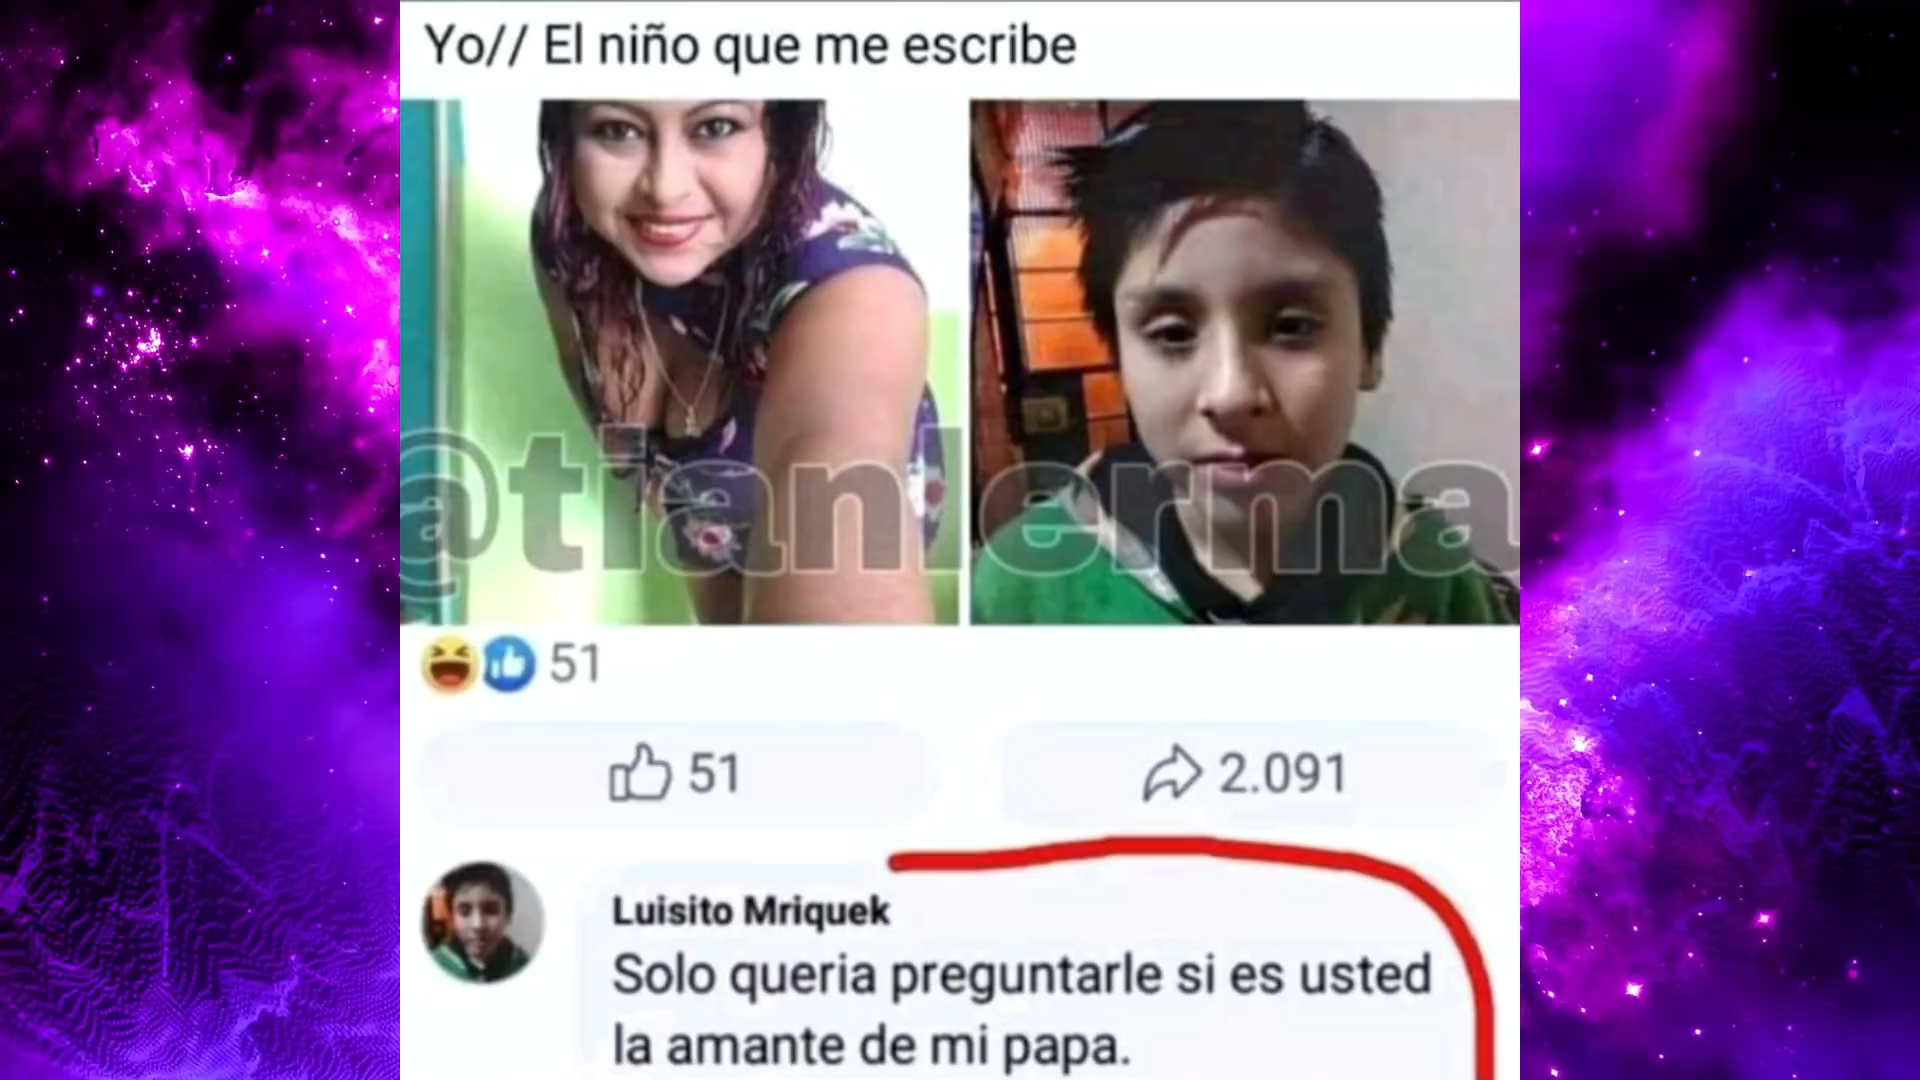 Yo// El niño que me escribe
@tianlerma
51
51
2.091
Luisito Mriquek
Solo queria preguntarle si es usted
la amante de mi papa.